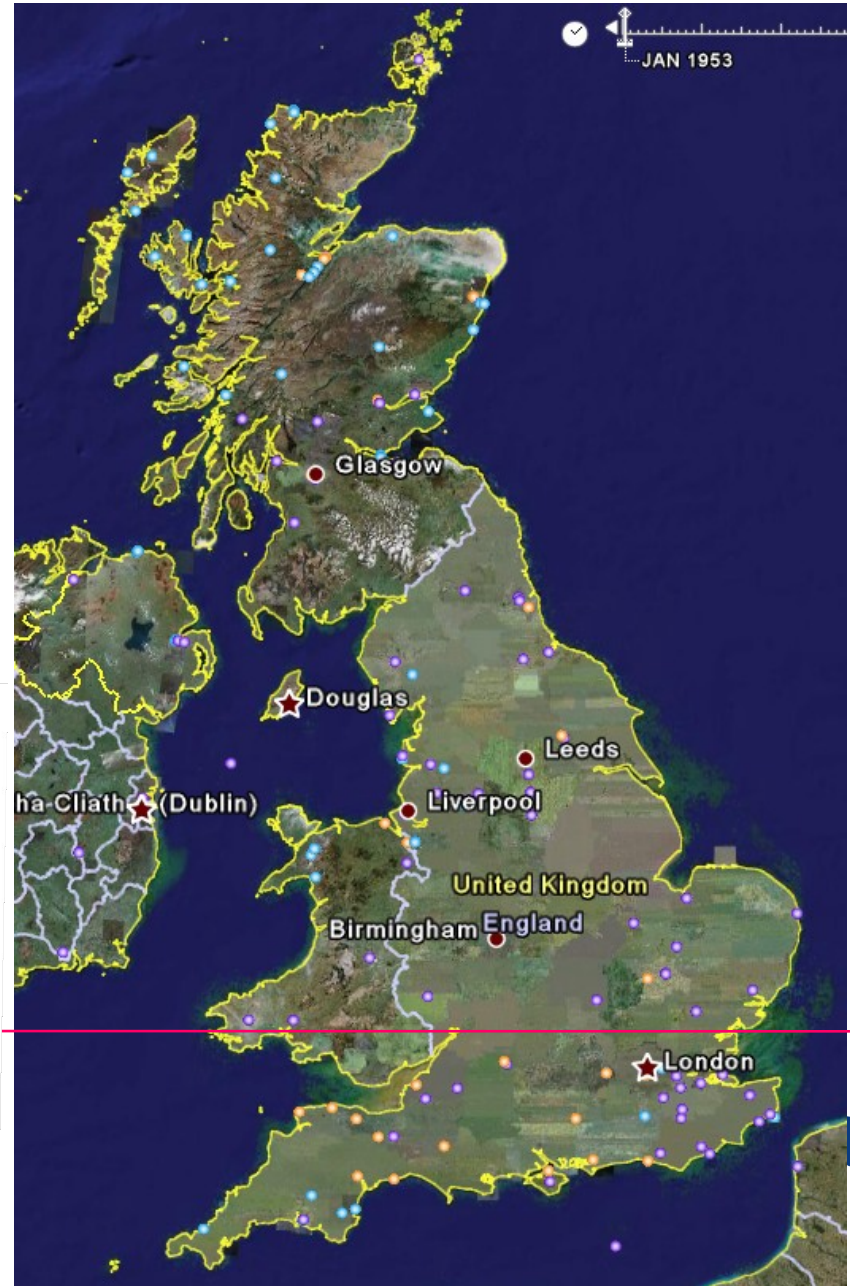 JAN 1953
Glasgow
Douglas
Leeds
ha Cliath (Dublin)
Liverpool
United Kingdom
Birmingham England
London